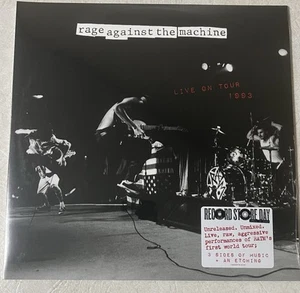 rage against the machine
LIVE ON TOUR
1993
RECORD STORE DAY
Unreleased. Unmixed.
Live, raw, aggressive
performances of RATM's
first world tour;
3 SIDES OF MUSIC
+ AN ETCHING